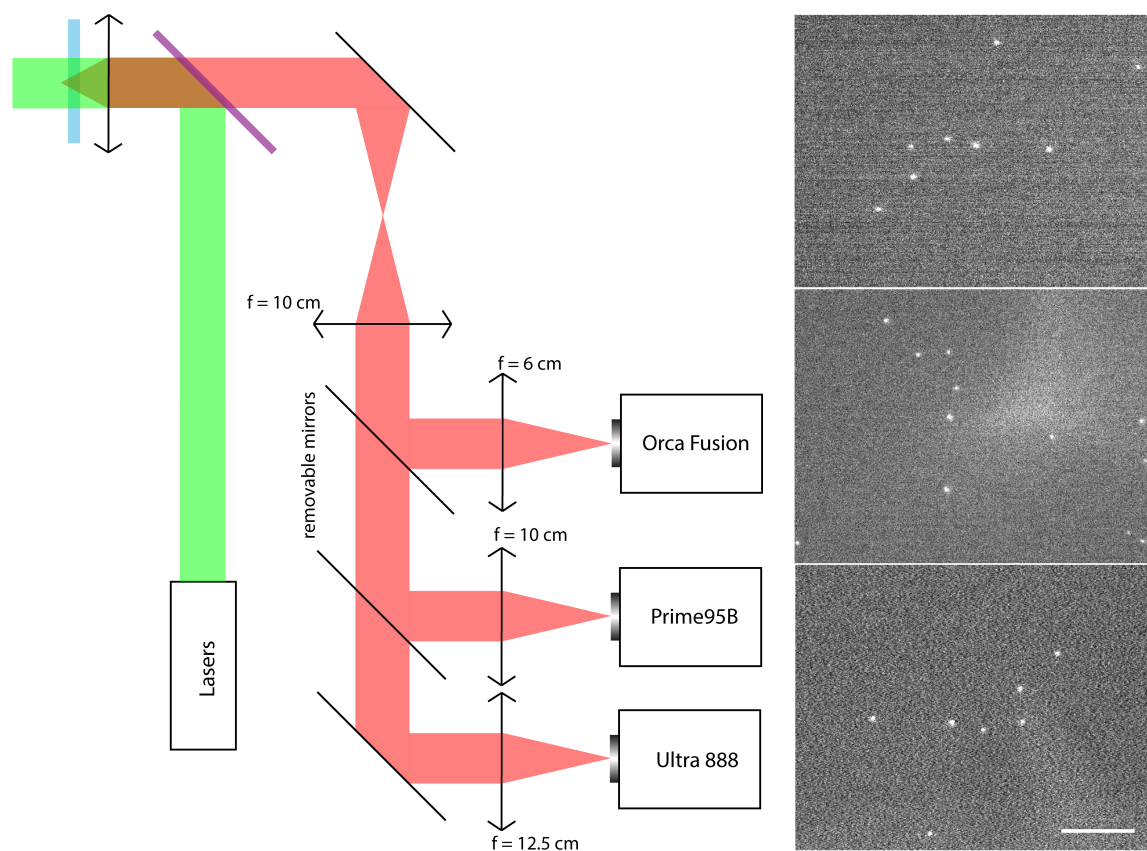 f = 10 cm
f = 6 cm
removable mirrors
Orca Fusion
f = 10 cm
Prime95B
Lasers
Ultra 888
f = 12.5 cm